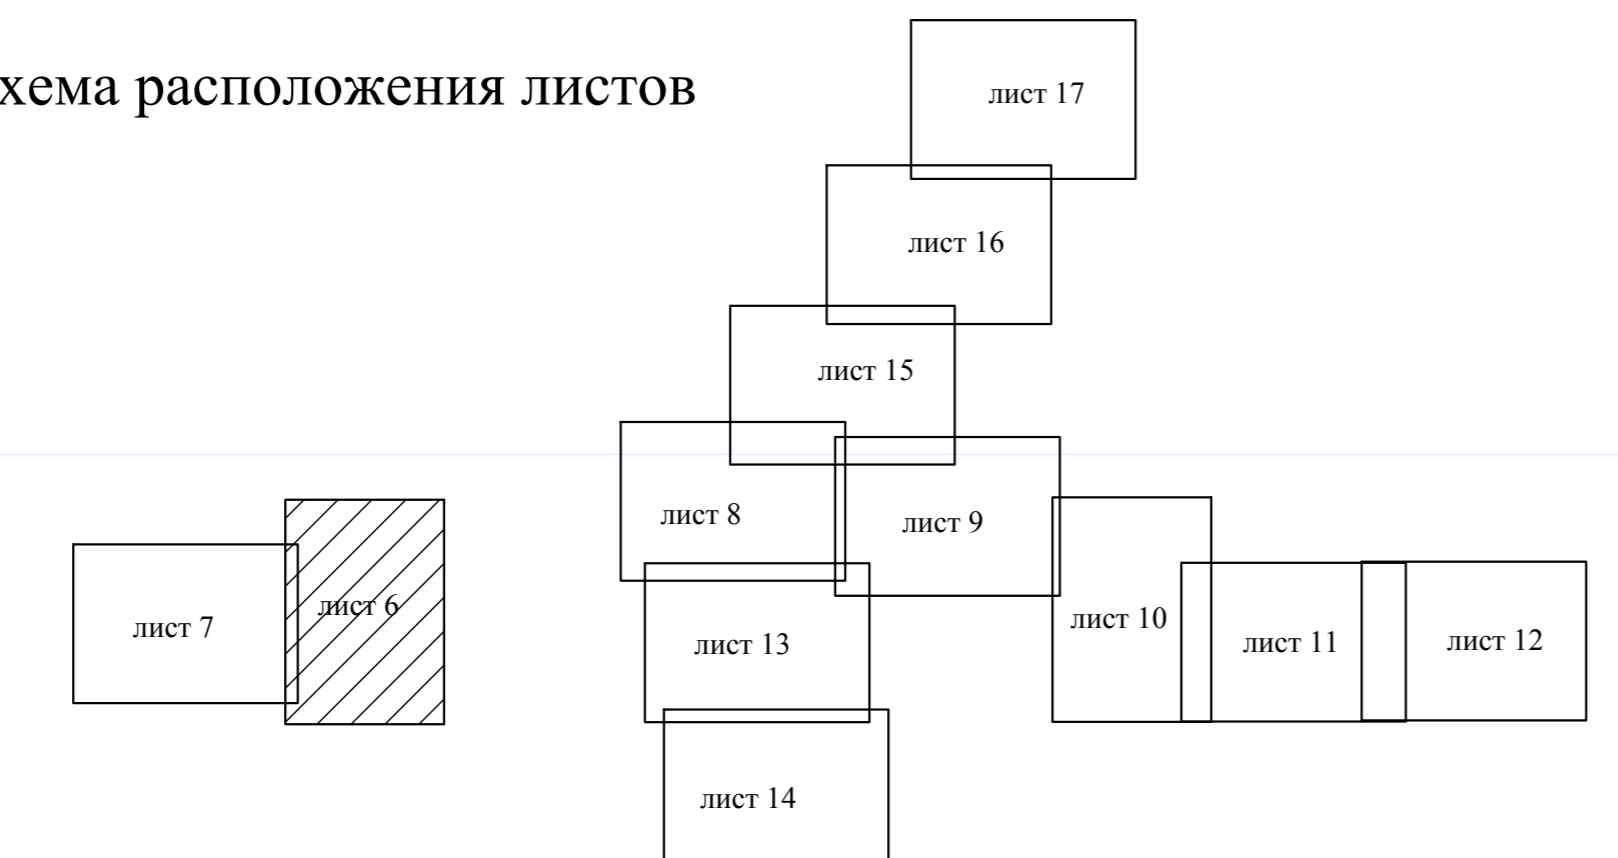 хема расположения листов
лист 17
лист 16
лист 15
лист 8
лист 9
лист 6
лист 7
лист 10
лист 13
лист 11
лист 12
лист 14